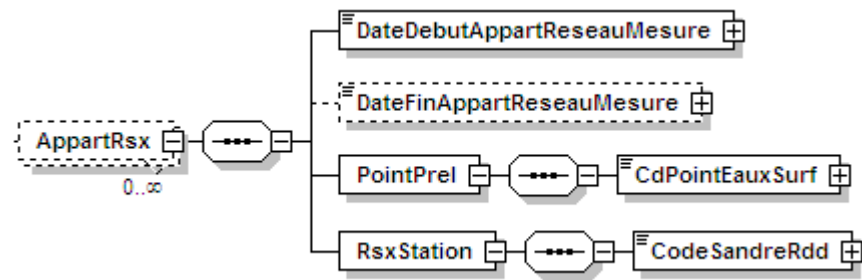 DateDebutAppartReseauMesure
DateFinAppartReseauMesure
AppartRsx
0..∞
PointPrel
CdPointEauxSurf
RsxStation
CodeSandreRdd